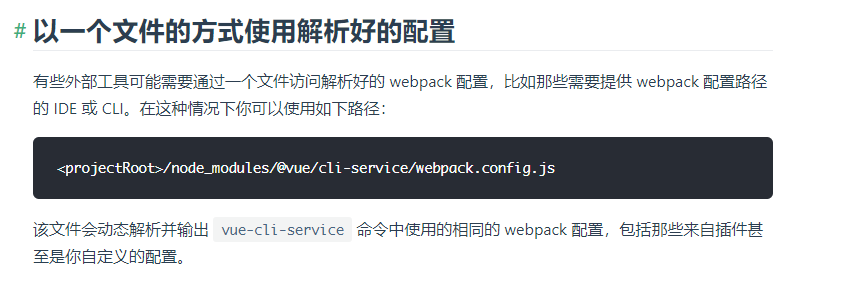 # 以一个文件的方式使用解析好的配置
有些外部工具可能需要通过一个文件访问解析好的 webpack 配置，比如那些需要提供 webpack 配置路径
的 IDE 或 CLI。在这种情况下你可以使用如下路径：
<projectRoot>/node_modules/@vue/cli-service/webpack.config.js
该文件会动态解析并输出 vue-cli-service 命令中使用的相同的 webpack 配置，包括那些来自插件甚
至是你自定义的配置。